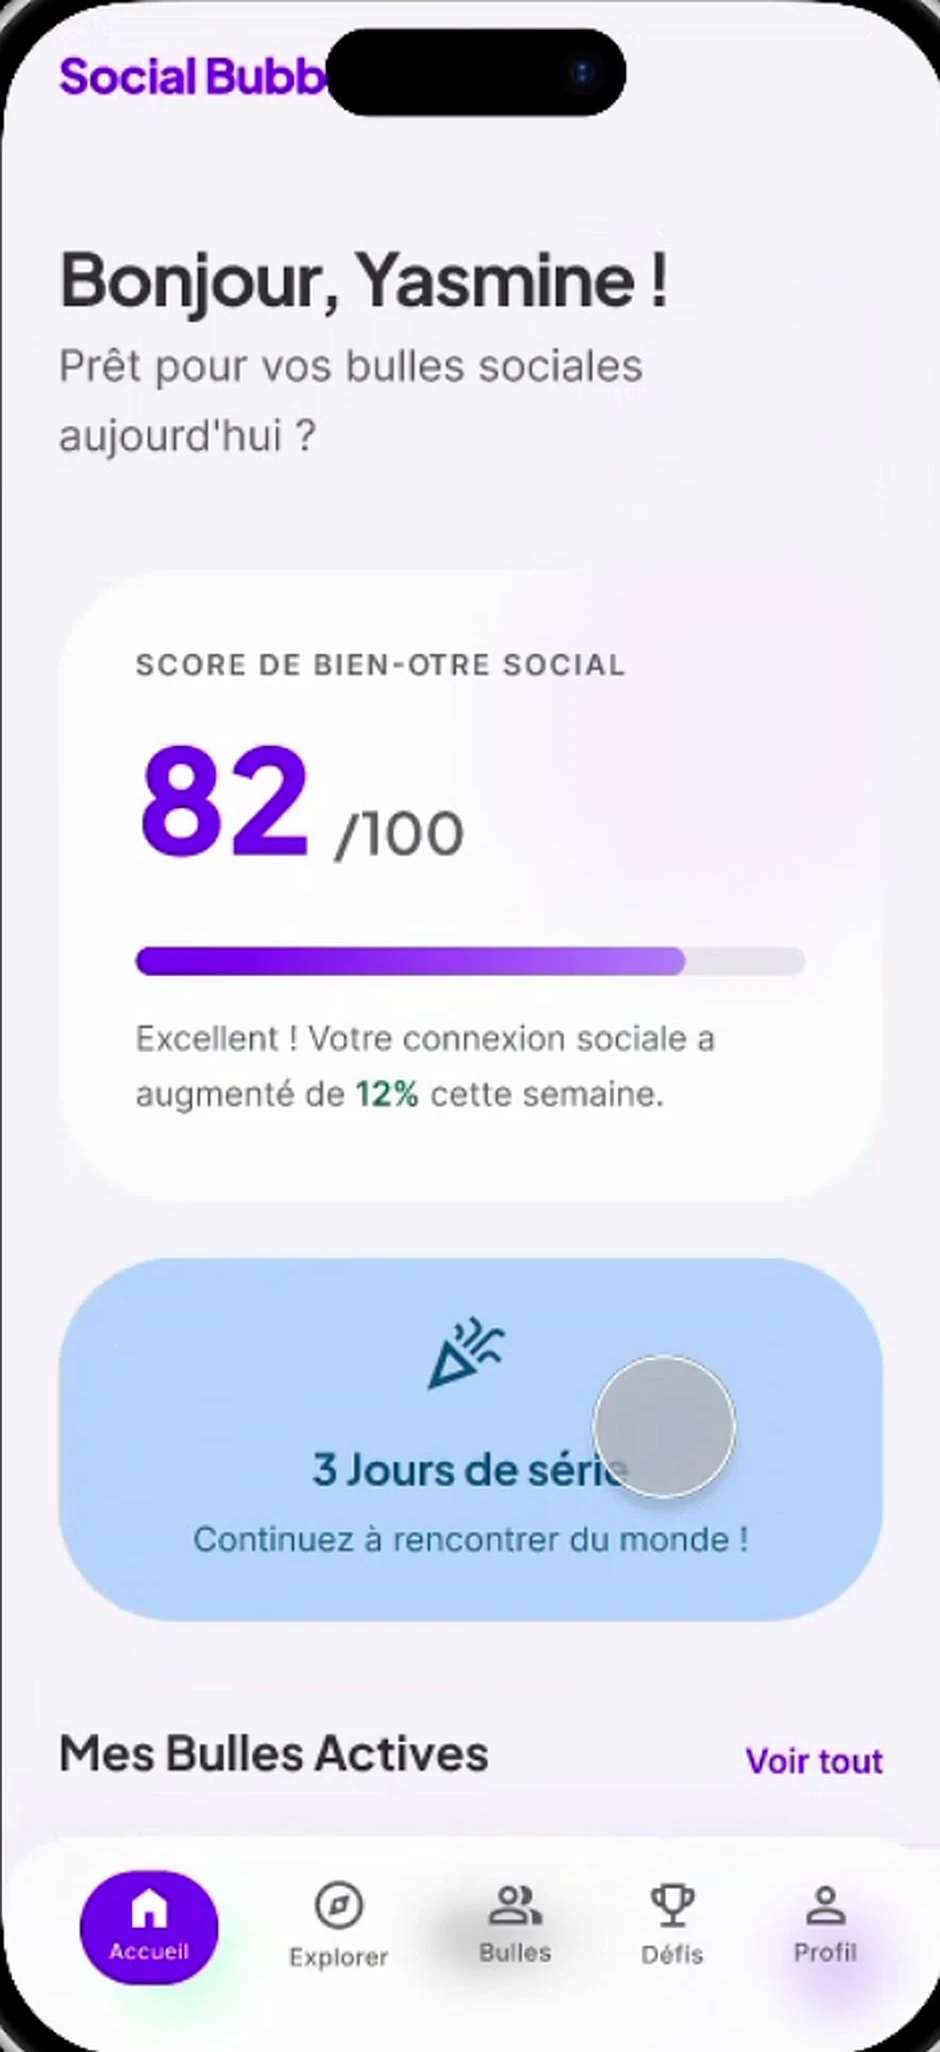 Social Bubb
Bonjour, Yasmine !
Prêt pour vos bulles sociales
aujourd'hui ?
SCORE DE BIEN-OTRE SOCIAL
82 /100
Excellent ! Votre connexion sociale a
augmenté de 12% cette semaine.
3 Jours de série
Continuez à rencontrer du monde !
Mes Bulles Actives
Voir tout
Accueil
Explorer
Bulles
Défis
Profil